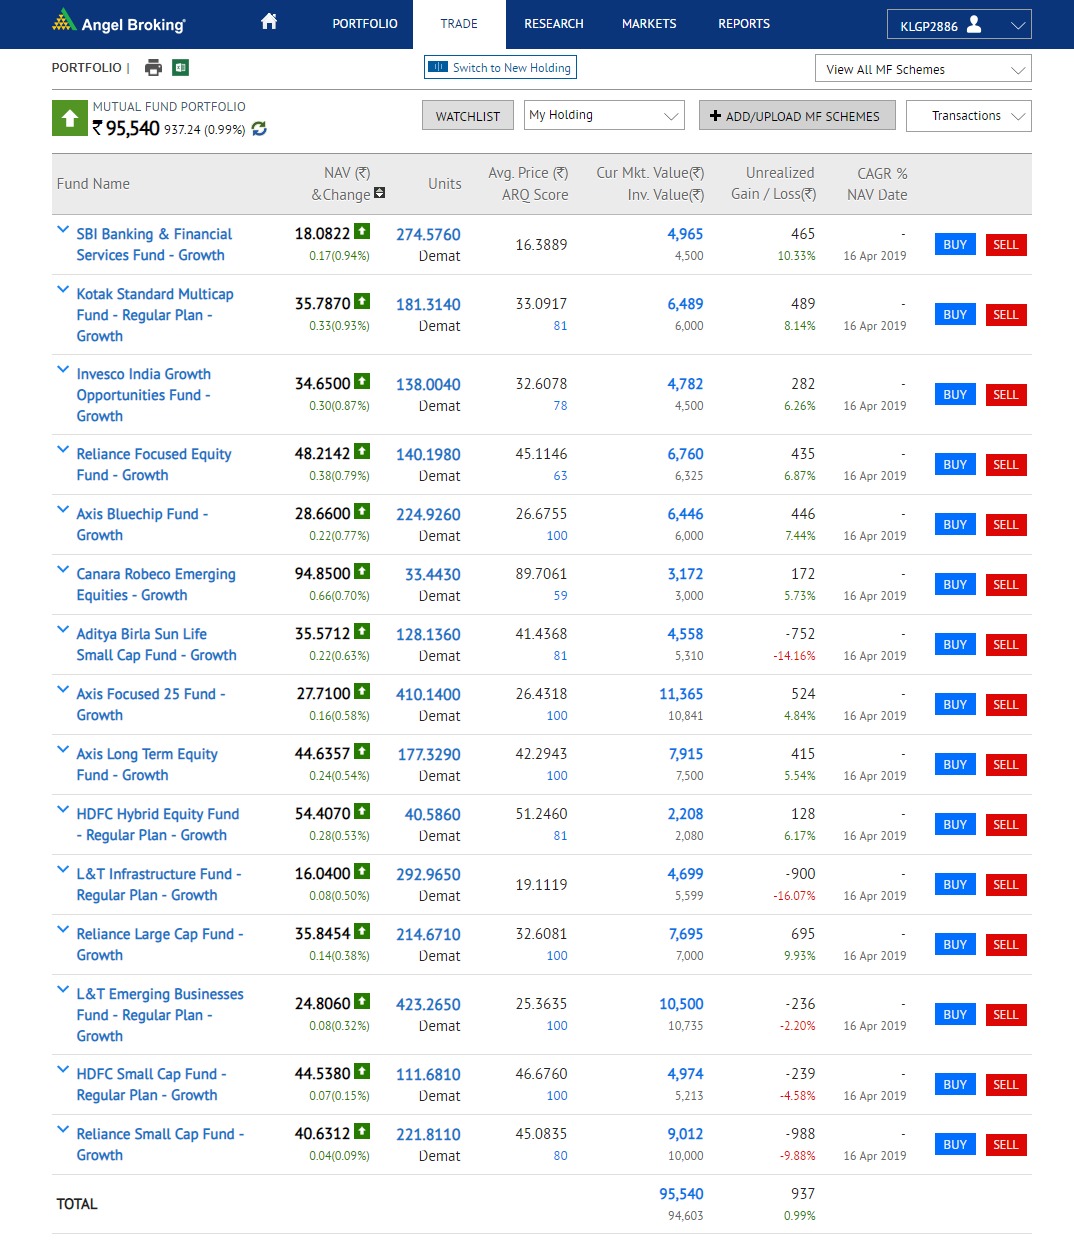 Angel Broking
PORTFOLIO TRADE RESEARCH MARKETS REPORTS KLGP2886
PORTFOLIO | Switch to New Holding View All MF Schemes
MUTUAL FUND PORTFOLIO
₹ 95,540 937.24 (0.99%) WATCHLIST My Holding + ADD/UPLOAD MF SCHEMES Transactions
Fund Name NAV (₹) &Change Units Avg. Price (₹) ARQ Score Cur Mkt. Value(₹) Inv. Value(₹) Unrealized Gain / Loss(₹) CAGR % NAV Date
SBI Banking & Financial 18.0822 274.5760 16.3889 4,965 465 - BUY SELL
Services Fund - Growth 0.17(0.94%) Demat 4,500 10.33% 16 Apr 2019
Kotak Standard Multicap 35.7870 181.3140 33.0917 6,489 489 - BUY SELL
Fund - Regular Plan - 0.33(0.93%) Demat 81 6,000 8.14% 16 Apr 2019
Growth
Invesco India Growth 34.6500 138.0040 32.6078 4,782 282 - BUY SELL
Opportunities Fund - 0.30(0.87%) Demat 78 4,500 6.26% 16 Apr 2019
Growth
Reliance Focused Equity 48.2142 140.1980 45.1146 6,760 435 - BUY SELL
Fund - Growth 0.38(0.79%) Demat 63 6,325 6.87% 16 Apr 2019
Axis Bluechip Fund - 28.6600 224.9260 26.6755 6,446 446 - BUY SELL
Growth 0.22(0.77%) Demat 100 6,000 7.44% 16 Apr 2019
Canara Robeco Emerging 94.8500 33.4430 89.7061 3,172 172 - BUY SELL
Equities - Growth 0.66(0.70%) Demat 59 3,000 5.73% 16 Apr 2019
Aditya Birla Sun Life 35.5712 128.1360 41.4368 4,558 -752 - BUY SELL
Small Cap Fund - Growth 0.22(0.63%) Demat 81 5,310 -14.16% 16 Apr 2019
Axis Focused 25 Fund - 27.7100 410.1400 26.4318 11,365 524 - BUY SELL
Growth 0.16(0.58%) Demat 100 10,841 4.84% 16 Apr 2019
Axis Long Term Equity 44.6357 177.3290 42.2943 7,915 415 - BUY SELL
Fund - Growth 0.24(0.54%) Demat 100 7,500 5.54% 16 Apr 2019
HDFC Hybrid Equity Fund 54.4070 40.5860 51.2460 2,208 128 - BUY SELL
- Regular Plan - Growth 0.28(0.53%) Demat 81 2,080 6.17% 16 Apr 2019
L&T Infrastructure Fund - 16.0400 292.9650 19.1119 4,699 -900 - BUY SELL
Regular Plan - Growth 0.08(0.50%) Demat 5,599 -16.07% 16 Apr 2019
Reliance Large Cap Fund - 35.8454 214.6710 32.6081 7,695 695 - BUY SELL
Growth 0.14(0.38%) Demat 100 7,000 9.93% 16 Apr 2019
L&T Emerging Businesses 24.8060 423.2650 25.3635 10,500 -236 - BUY SELL
Fund - Regular Plan - 0.08(0.32%) Demat 100 10,735 -2.20% 16 Apr 2019
Growth
HDFC Small Cap Fund - 44.5380 111.6810 46.6760 4,974 -239 - BUY SELL
Regular Plan - Growth 0.07(0.15%) Demat 100 5,213 -4.58% 16 Apr 2019
Reliance Small Cap Fund - 40.6312 221.8110 45.0835 9,012 -988 - BUY SELL
Growth 0.04(0.09%) Demat 80 10,000 -9.88% 16 Apr 2019
TOTAL 95,540 937
94,603 0.99%